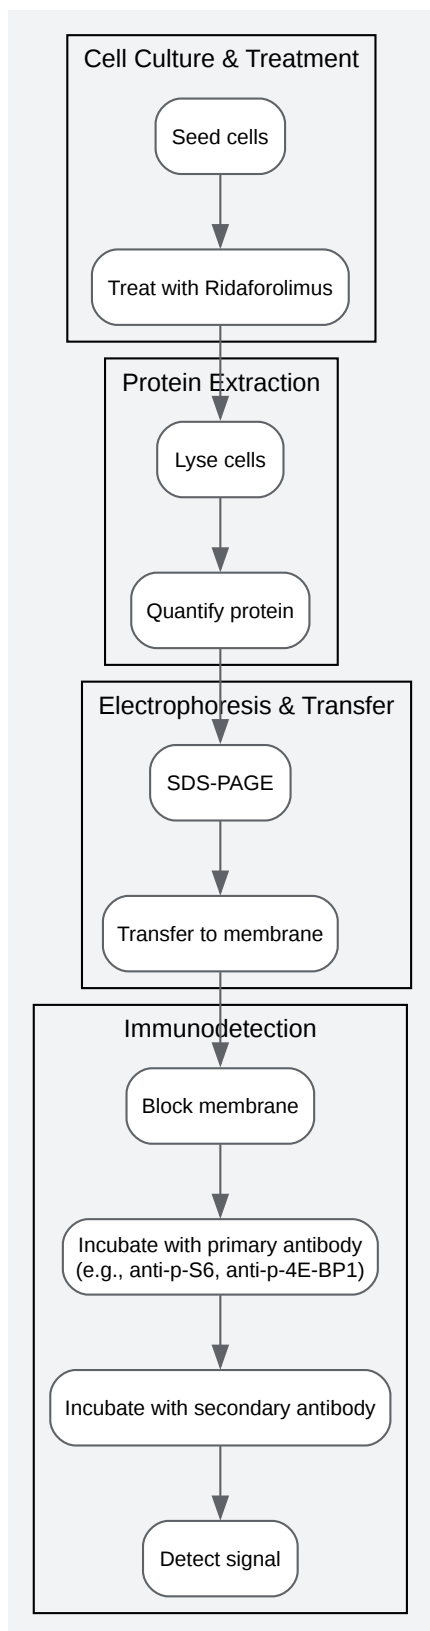 Cell Culture & Treatment
Seed cells
Treat with Ridaforolimus
Protein Extraction
Lyse cells
Quantify protein
Electrophoresis & Transfer
SDS-PAGE
Transfer to membrane
Immunodetection
Block membrane
Incubate with primary antibody
(e.g., anti-p-S6, anti-p-4E-BP1)
Incubate with secondary antibody
Detect signal